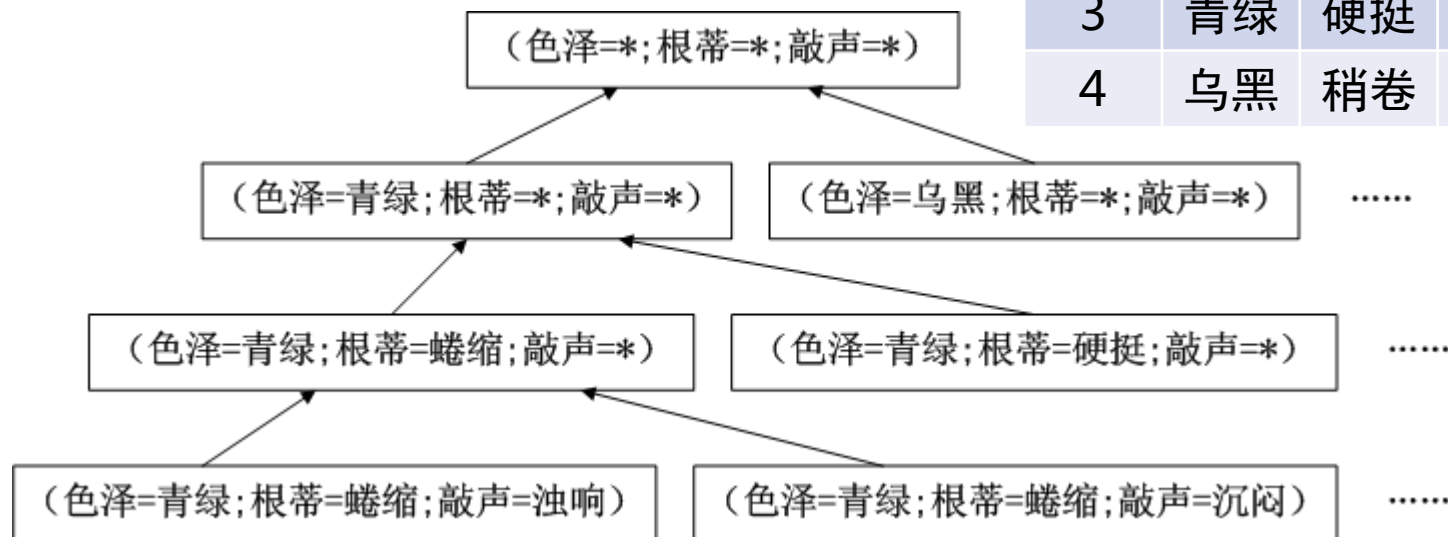 3 青绿 硬挺
4 乌黑 稍卷
（色泽=*;根蒂=*;敲声=*）
（色泽=青绿;根蒂=*;敲声=*） （色泽=乌黑;根蒂=*;敲声=*） ……
（色泽=青绿;根蒂=蜷缩;敲声=*） （色泽=青绿;根蒂=硬挺;敲声=*） ……
（色泽=青绿;根蒂=蜷缩;敲声=浊响） （色泽=青绿;根蒂=蜷缩;敲声=沉闷） ……